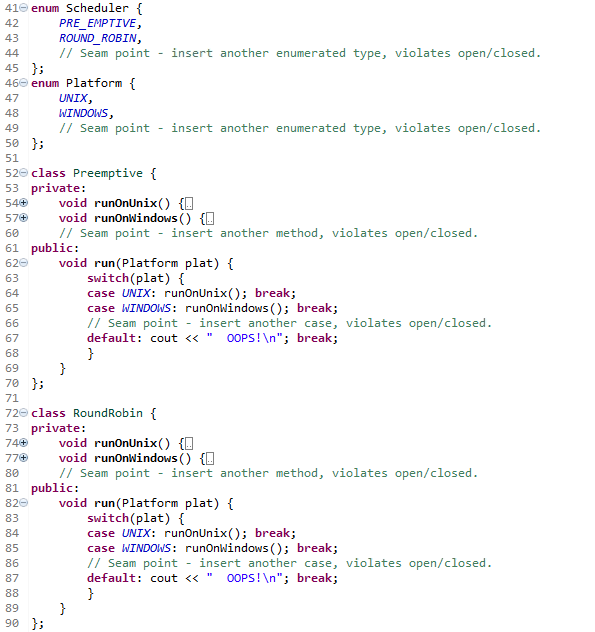 41 enum Scheduler {
42     PRE_EMPTIVE,
43     ROUND_ROBIN,
44     // Seam point - insert another enumerated type, violates open/closed.
45 };
46 enum Platform {
47     UNIX,
48     WINDOWS,
49     // Seam point - insert another enumerated type, violates open/closed.
50 };
51
52 class Preemptive {
53 private:
54     void runOnUnix() {..
57     void runOnWindows() {..
60     // Seam point - insert another method, violates open/closed.
61 public:
62     void run(Platform plat) {
63         switch(plat) {
64         case UNIX: runOnUnix(); break;
65         case WINDOWS: runOnWindows(); break;
66         // Seam point - insert another case, violates open/closed.
67         default: cout << "  OOPS!\n"; break;
68         }
69     }
70 };
71
72 class RoundRobin {
73 private:
74     void runOnUnix() {..
77     void runOnWindows() {..
80     // Seam point - insert another method, violates open/closed.
81 public:
82     void run(Platform plat) {
83         switch(plat) {
84         case UNIX: runOnUnix(); break;
85         case WINDOWS: runOnWindows(); break;
86         // Seam point - insert another case, violates open/closed.
87         default: cout << "  OOPS!\n"; break;
88         }
89     }
90 };